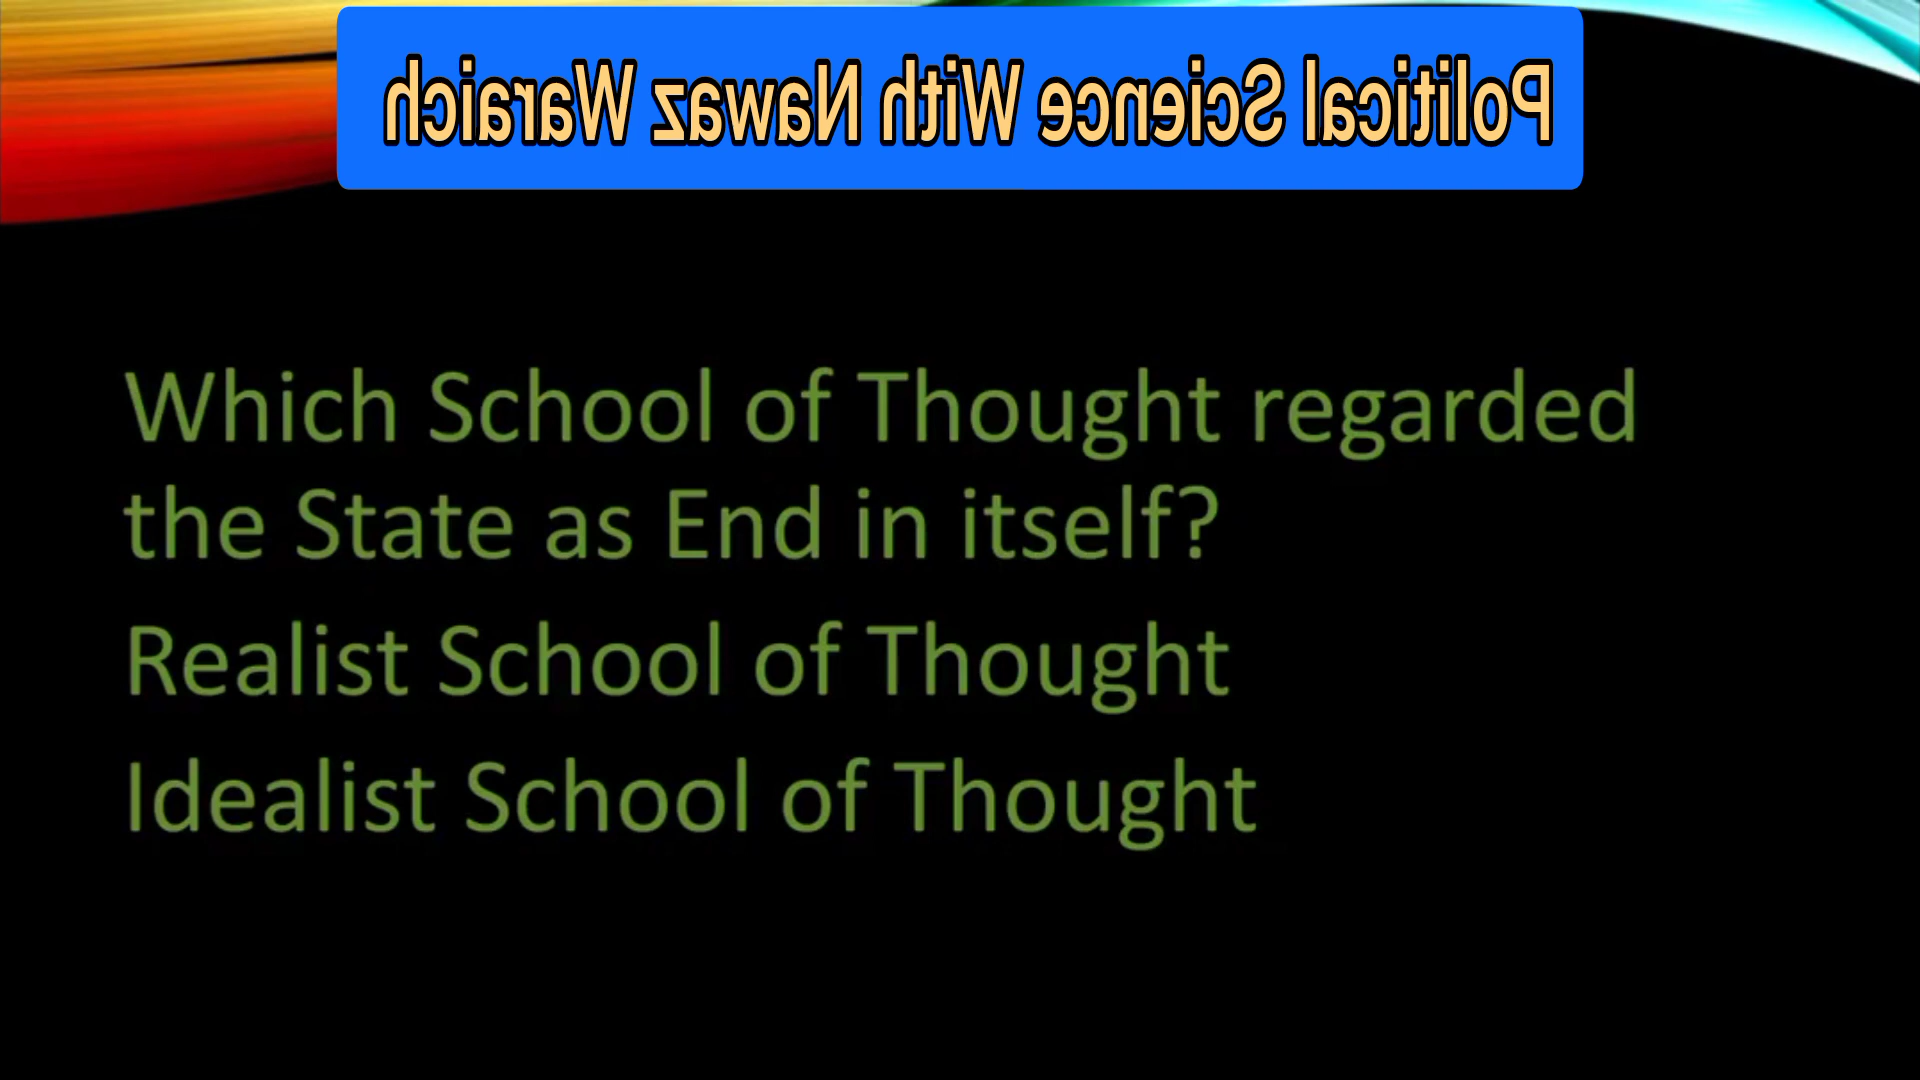 Political Science With Nawaz Waraich
Which School of Thought regarded
the State as End in itself?
Realist School of Thought
Idealist School of Thought